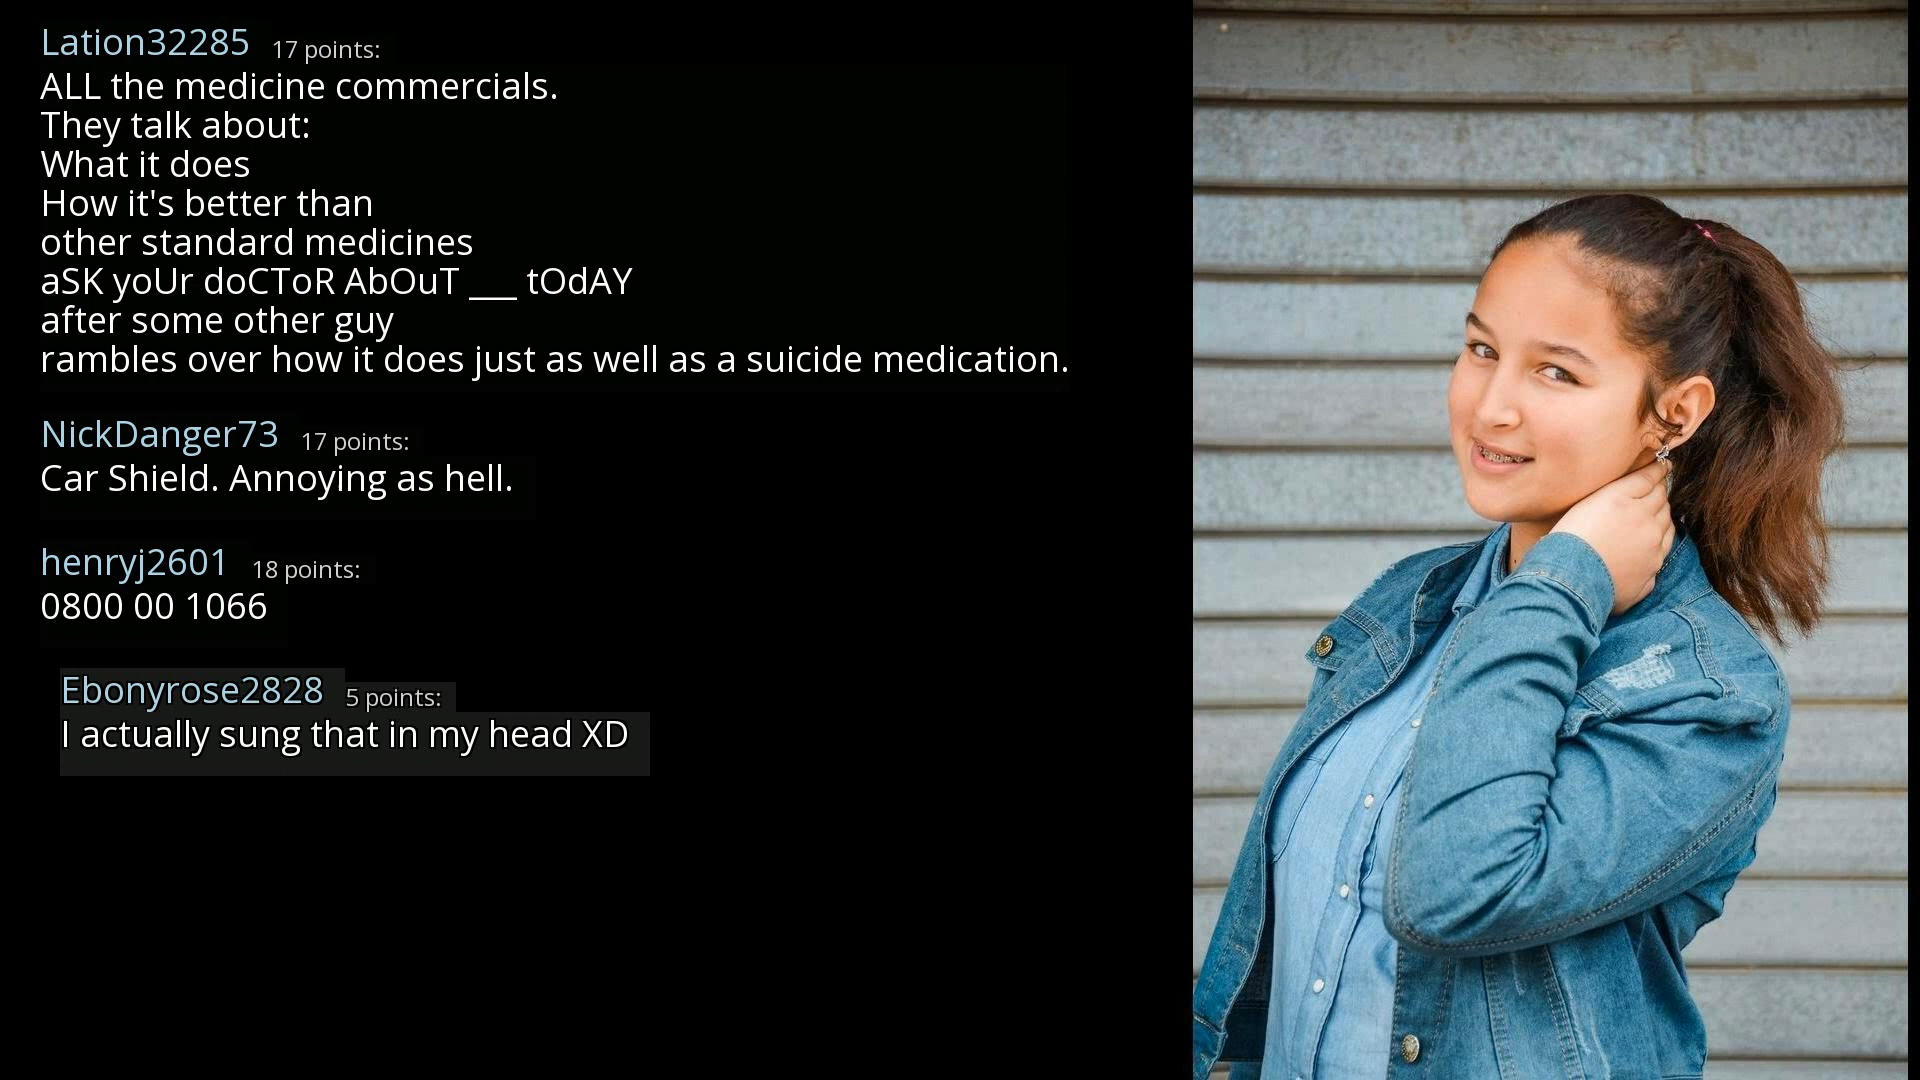 Lation32285 17 points:
ALL the medicine commercials.
They talk about:
What it does
How it's better than
other standard medicines
aSK yoUr doCToR AbOuT ___ tOdAY
after some other guy
rambles over how it does just as well as a suicide medication.
NickDanger73 17 points:
Car Shield. Annoying as hell.
henryj2601 18 points:
0800 00 1066
Ebonyrose2828 5 points:
I actually sung that in my head XD